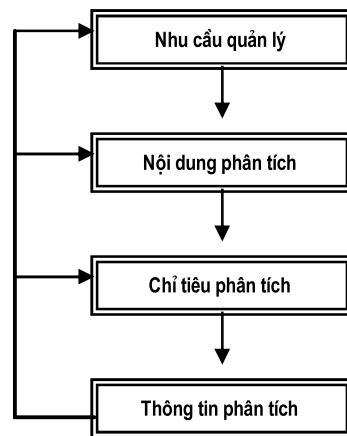 Nhu cầu quản lý
Nội dung phân tích
Chỉ tiêu phân tích
Thông tin phân tích